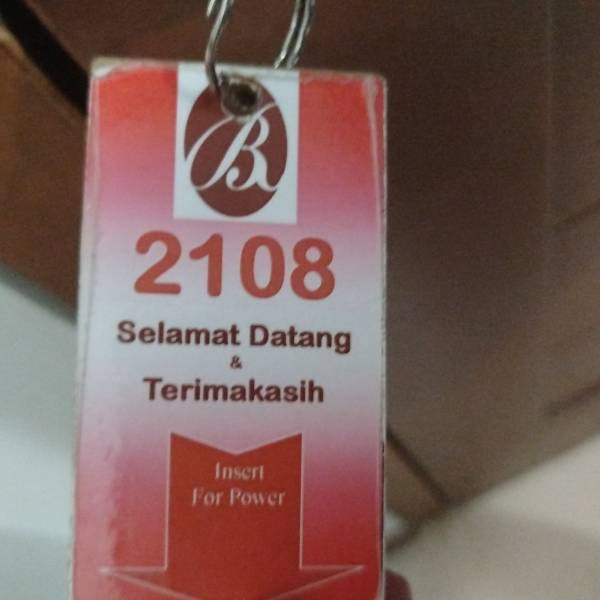 B
2108
Selamat Datang
&
Terimakasih
Insert
For Power